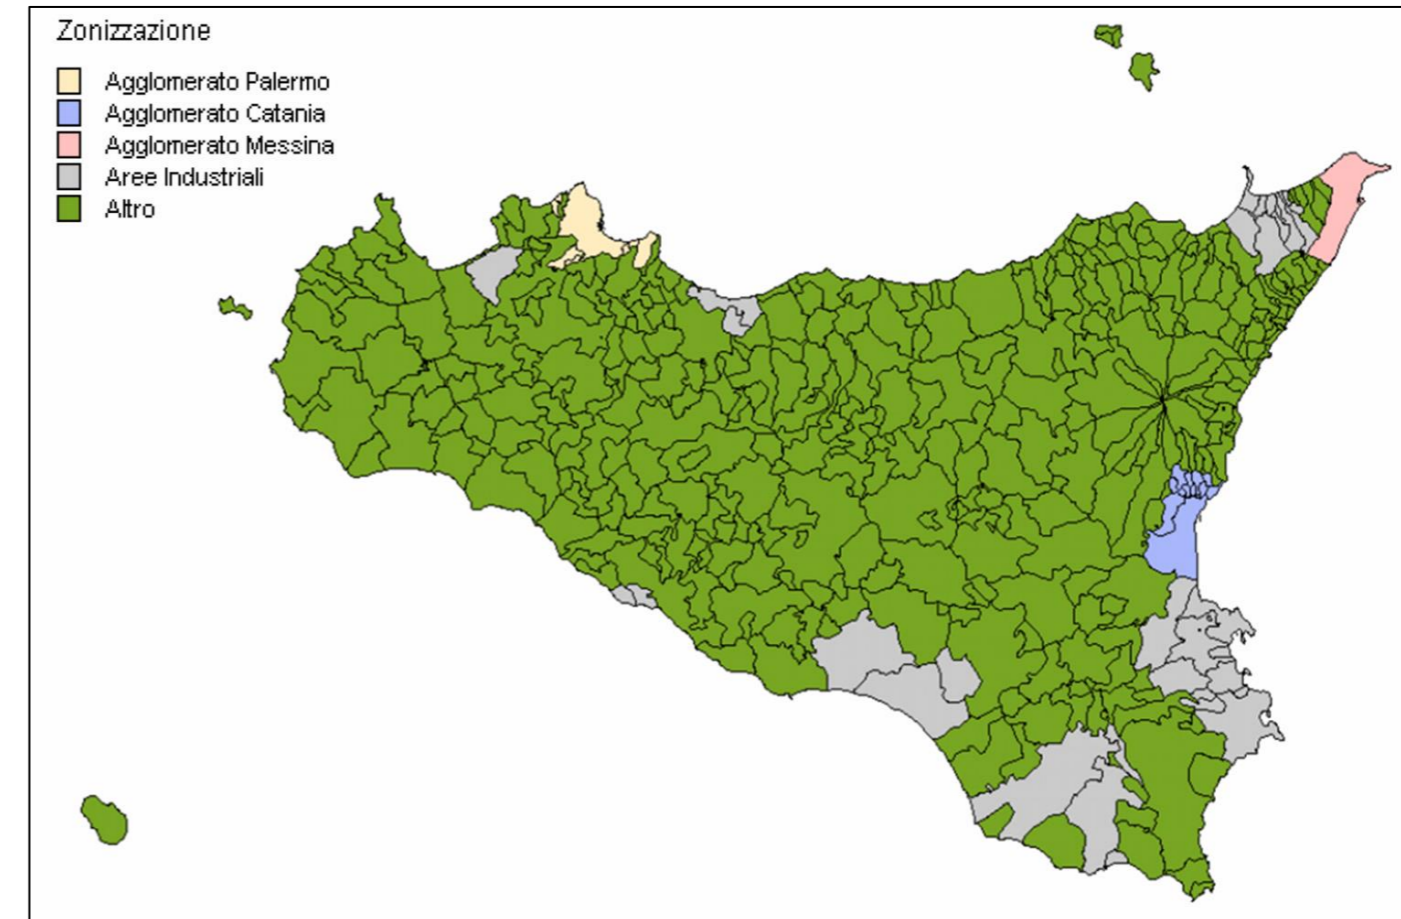 Zonizzazione
Agglomerato Palermo
Agglomerato Catania
Agglomerato Messina
Aree Industriali
Altro